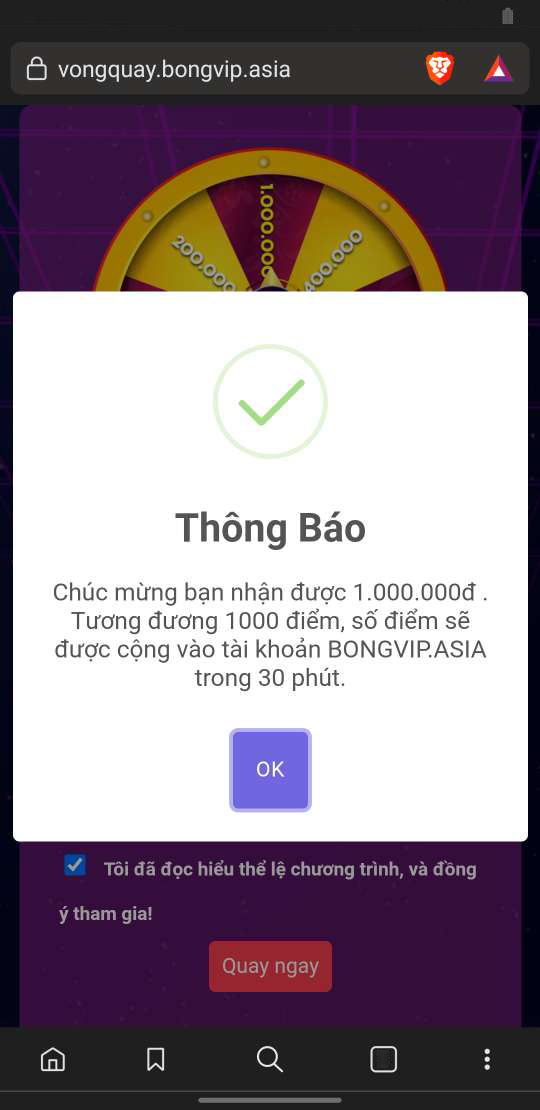 vongquay.bongvip.asia
1.000.000
200.000
400.000
Thông Báo
Chúc mừng bạn nhận được 1.000.000đ .
Tương đương 1000 điểm, số điểm sẽ
được cộng vào tài khoản BONGVIP.ASIA
trong 30 phút.
OK
Tôi đã đọc hiểu thể lệ chương trình, và đồng
ý tham gia!
Quay ngay